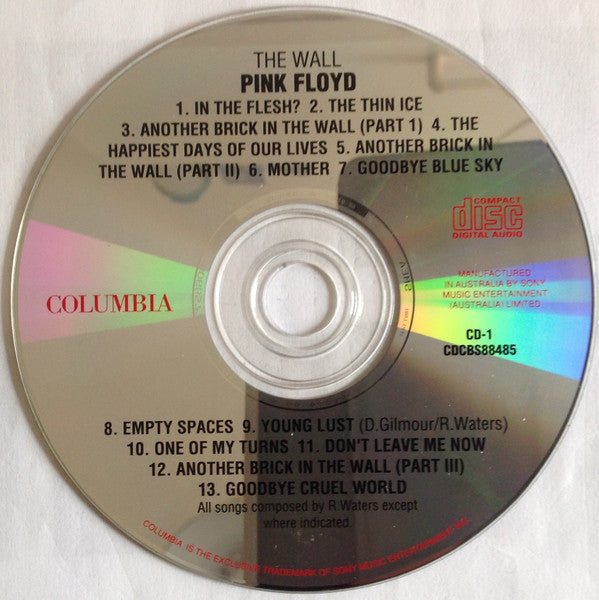 THE WALL
PINK FLOYD
1. IN THE FLESH? 2. THE THIN ICE
3. ANOTHER BRICK IN THE WALL (PART 1) 4. THE
HAPPIEST DAYS OF OUR LIVES 5. ANOTHER BRICK IN
THE WALL (PART II) 6. MOTHER 7. GOODBYE BLUE SKY
COMPACT
disc
DIGITAL AUDIO
COLUMBIA
MANUFACTURED
IN AUSTRALIA BY SONY
MUSIC ENTERTAINMENT
(AUSTRALIA) LIMITED
CD-1
CDCBS88485
8. EMPTY SPACES 9. YOUNG LUST (D.Gilmour/R.Waters)
10. ONE OF MY TURNS 11. DON'T LEAVE ME NOW
12. ANOTHER BRICK IN THE WALL (PART III)
13. GOODBYE CRUEL WORLD
All songs composed by R.Waters except
where indicated.
COLUMBIA IS THE EXCLUSIVE TRADEMARK OF SONY MUSIC ENTERTAINMENT INC.